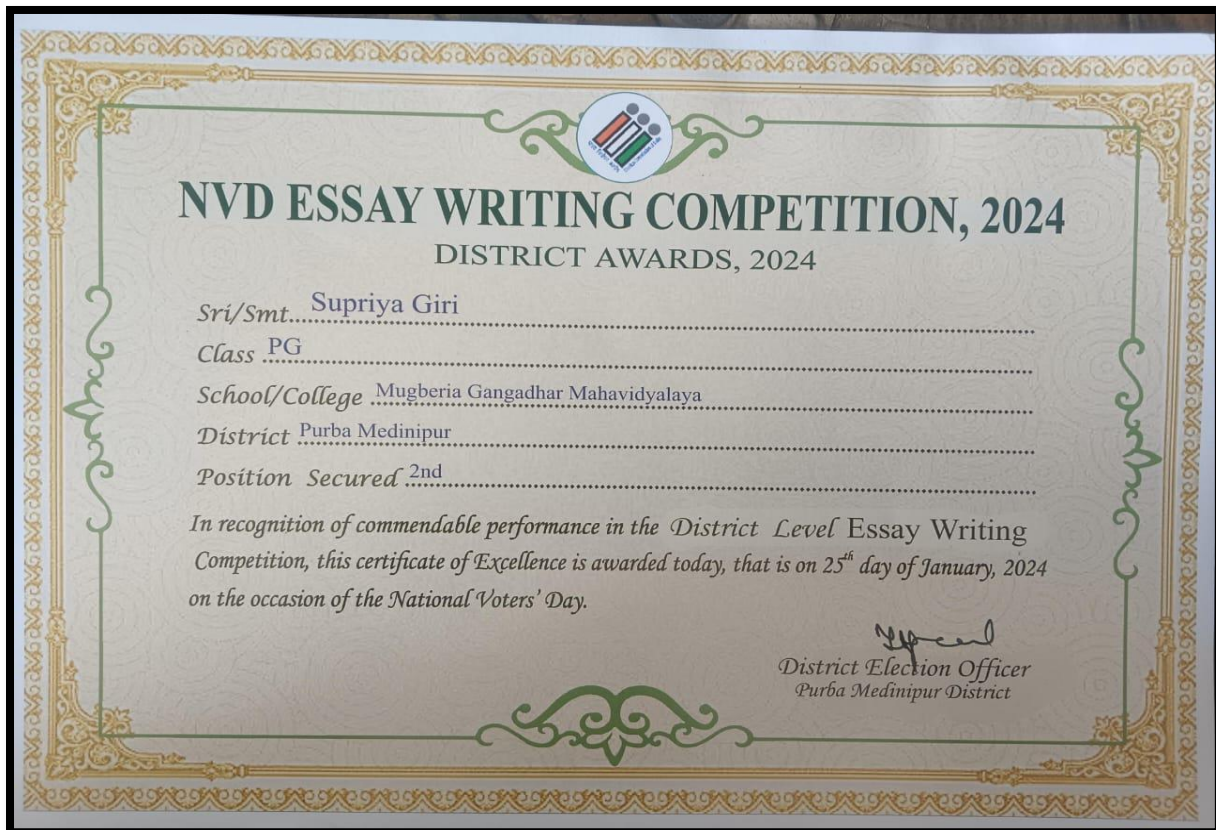 NVD ESSAY WRITING COMPETITION, 2024
DISTRICT AWARDS, 2024
Sri/Smt. Supriya Giri
Class PG
School/College Mugberia Gangadhar Mahavidyalaya
District Purba Medinipur
Position Secured 2nd
In recognition of commendable performance in the District Level Essay Writing
Competition, this certificate of Excellence is awarded today, that is on 25th day of January, 2024
on the occasion of the National Voters' Day.
District Election Officer
Purba Medinipur District